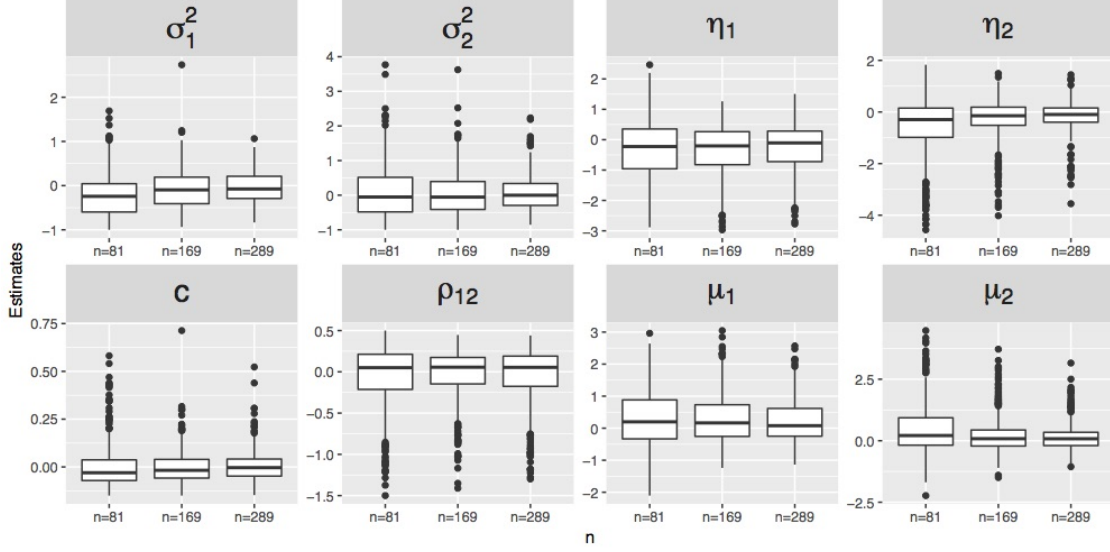 σ₁² σ₂² η₁ η₂
2 4 2 2
3 1
1 2 0 0
1 -1 -2
0 0 -2
-1 -1 -3 -4
n=81 n=169 n=289 n=81 n=169 n=289 n=81 n=169 n=289 n=81 n=169 n=289
Estimates
c ρ₁₂ μ₁ μ₂
0.75 0.5 3
0.50 0.0 2 2.5
-0.5 1
0.25 0 0.0
-1.0 -1
0.00 -1.5 -2 -2.5
n=81 n=169 n=289 n=81 n=169 n=289 n=81 n=169 n=289 n=81 n=169 n=289
n